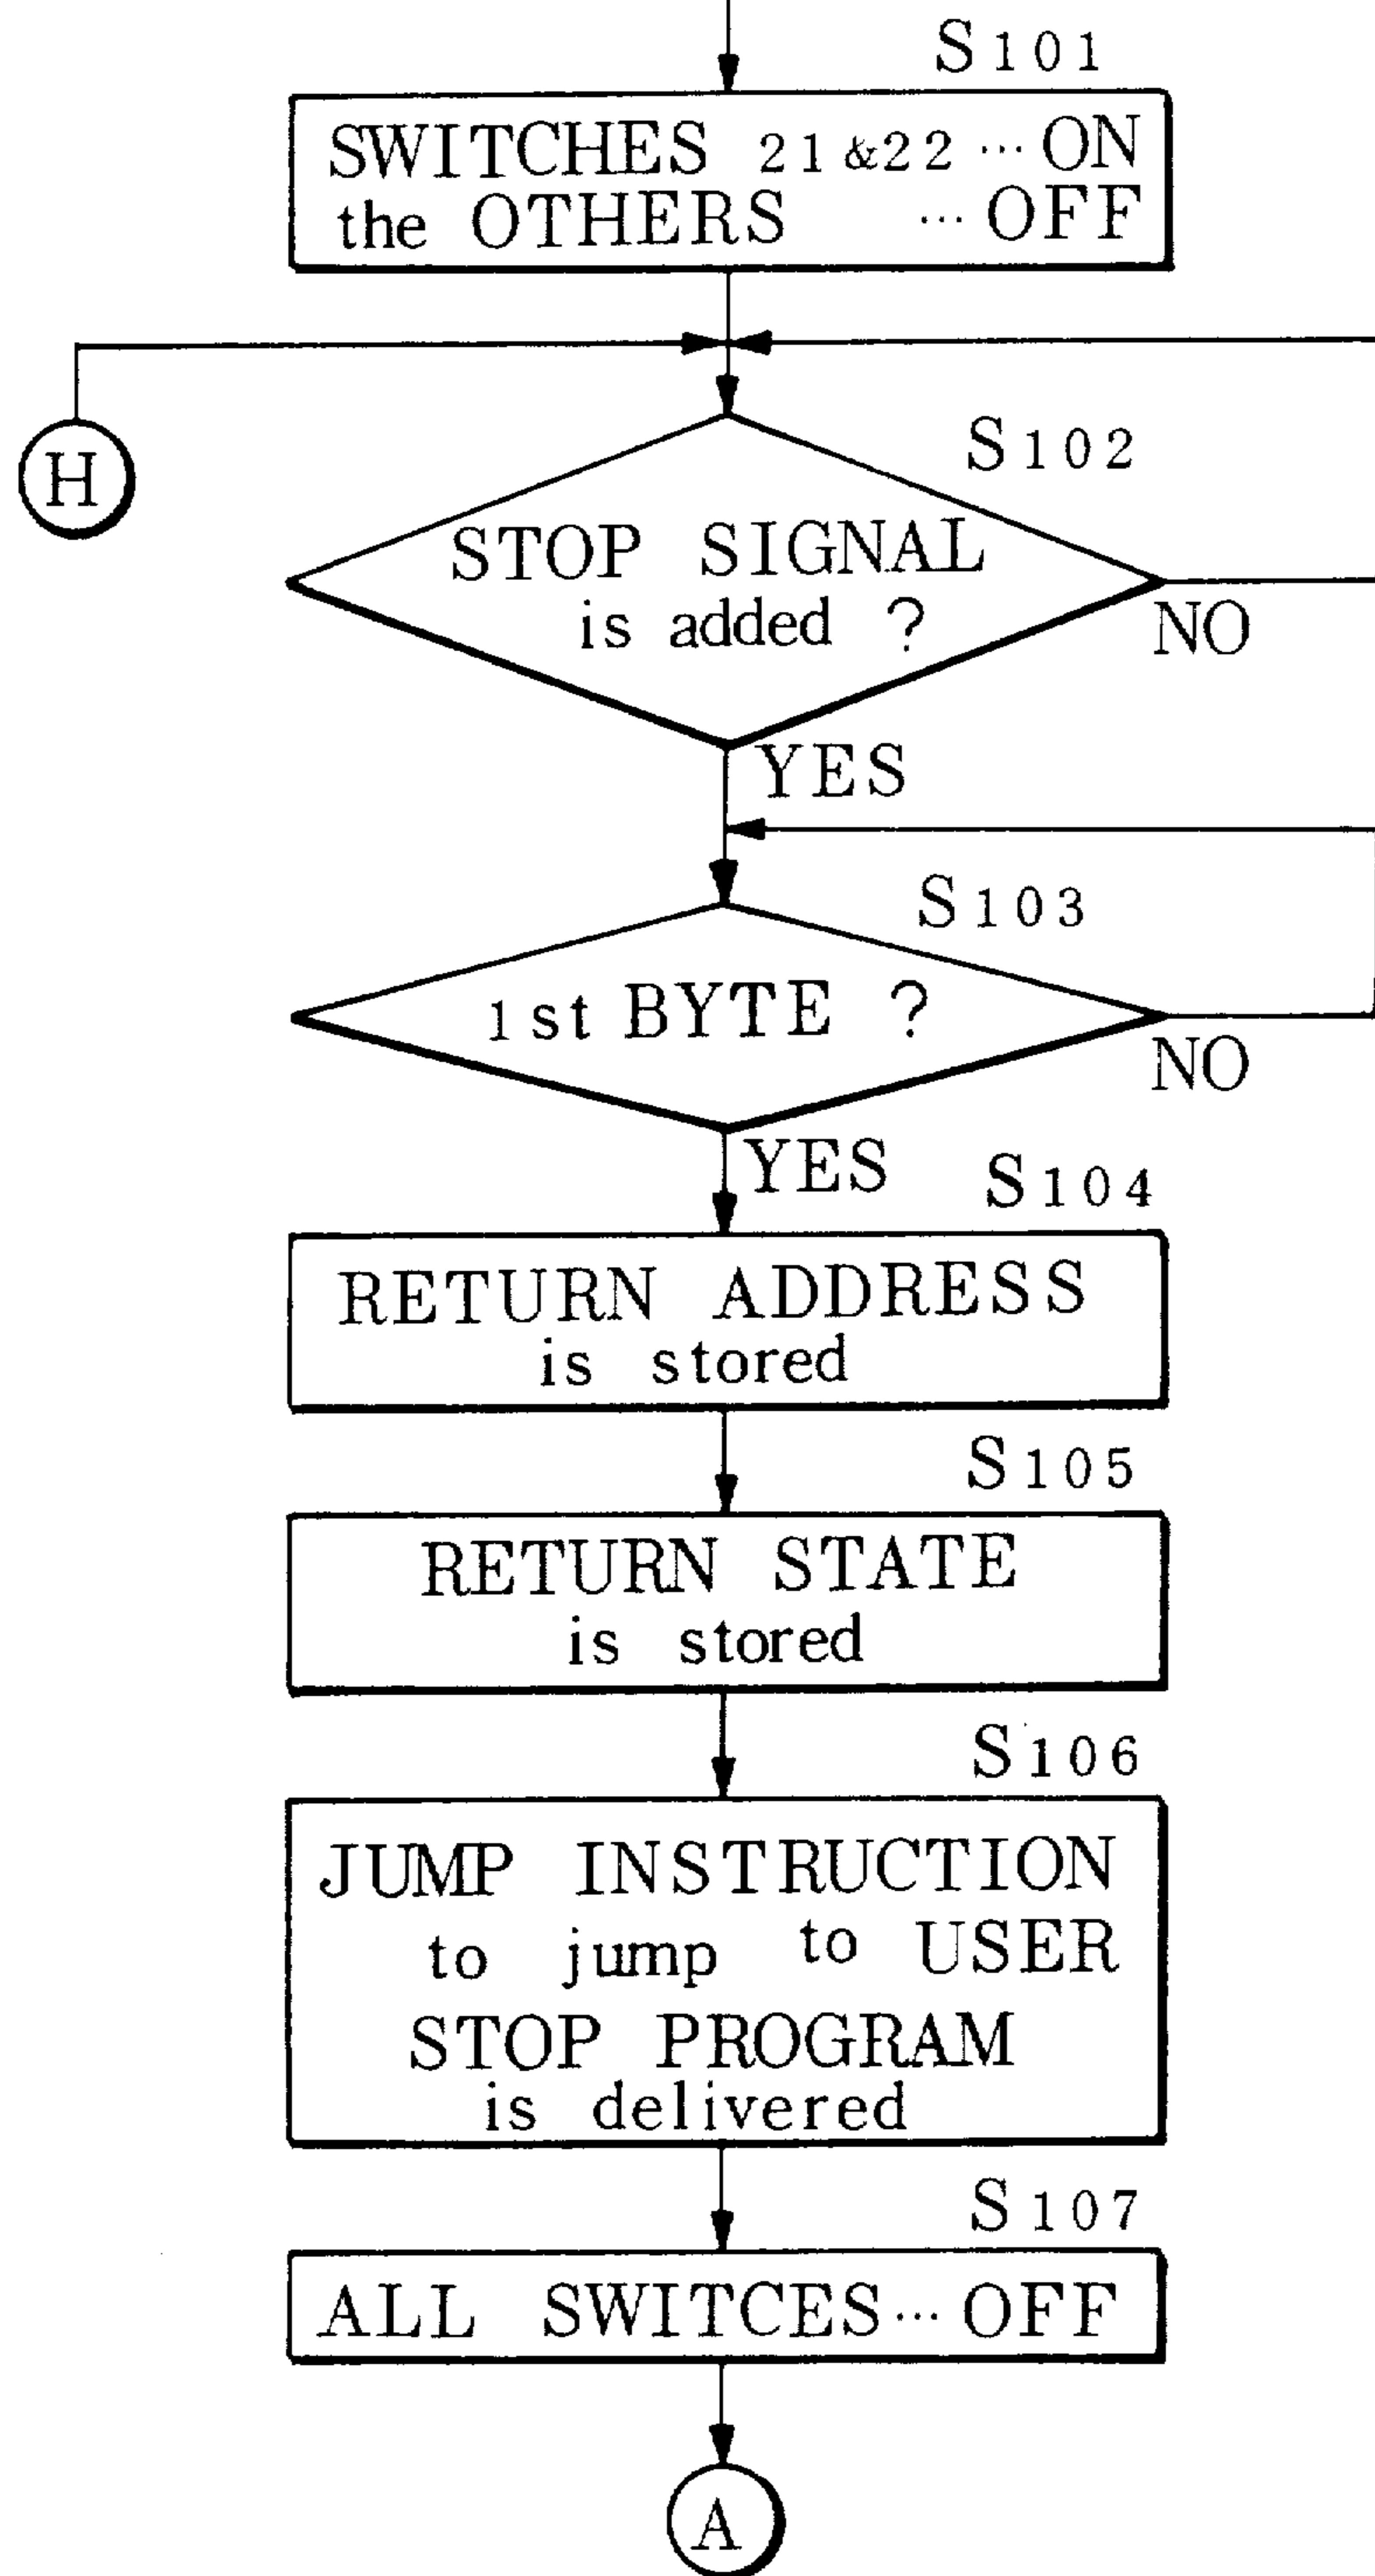 S101
SWITCHES 21&22 ··· ON
the OTHERS ··· OFF
H
S102
STOP SIGNAL
is added ?
NO
YES
S103
1st BYTE ?
NO
YES
S104
RETURN ADDRESS
is stored
S105
RETURN STATE
is stored
S106
JUMP INSTRUCTION
to jump to USER
STOP PROGRAM
is delivered
S107
ALL SWITCES ··· OFF
A